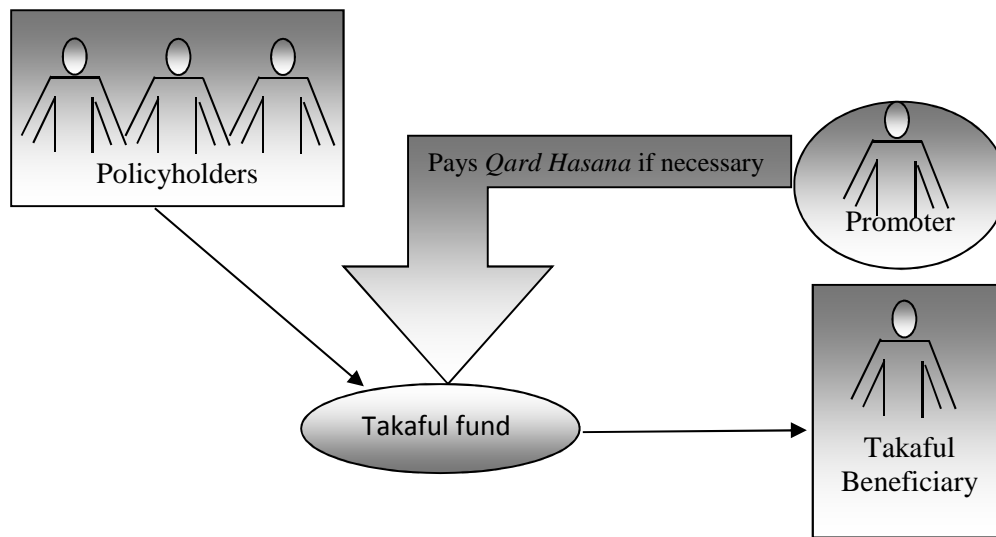 Policyholders
Pays Qard Hasana if necessary
Promoter
Takaful fund
Takaful
Beneficiary